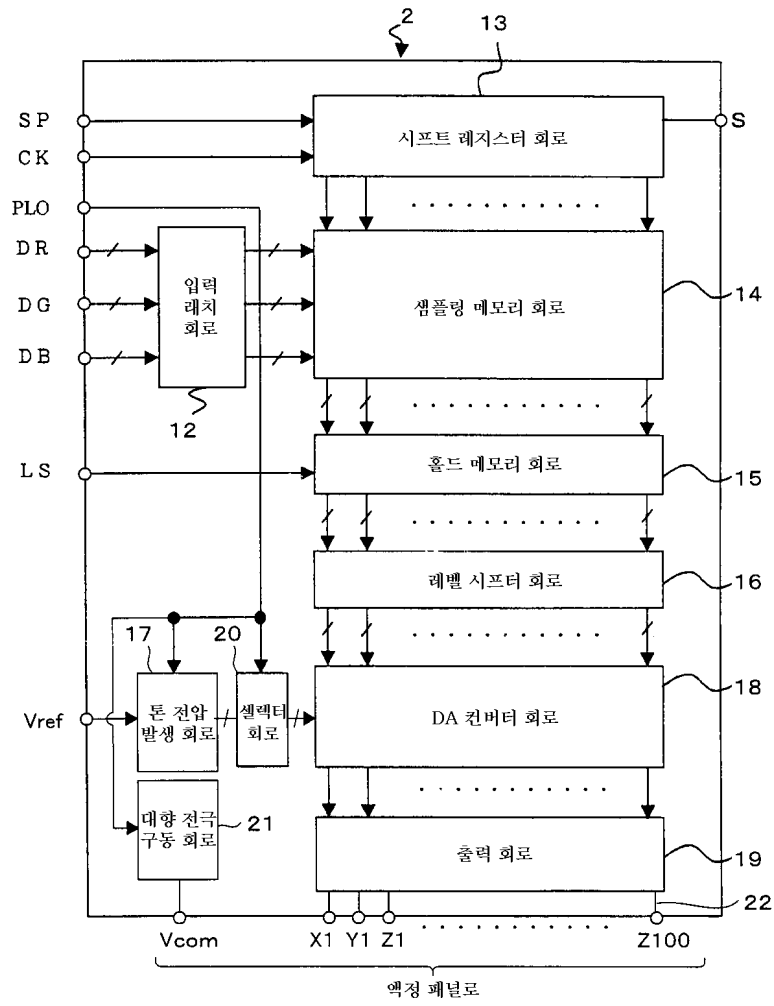 2
13
SP
시프트 레지스터 회로
S
CK
PLO
DR
입력
래치
회로
샘플링 메모리 회로
14
DG
DB
12
홀드 메모리 회로
LS
15
레벨 시프터 회로
16
17
20
18
Vref
톤 전압
발생 회로
셀렉터
회로
DA 컨버터 회로
대향 전극
구동 회로
21
출력 회로
19
22
Vcom
X1
Y1
Z1
Z100
액정 패널로